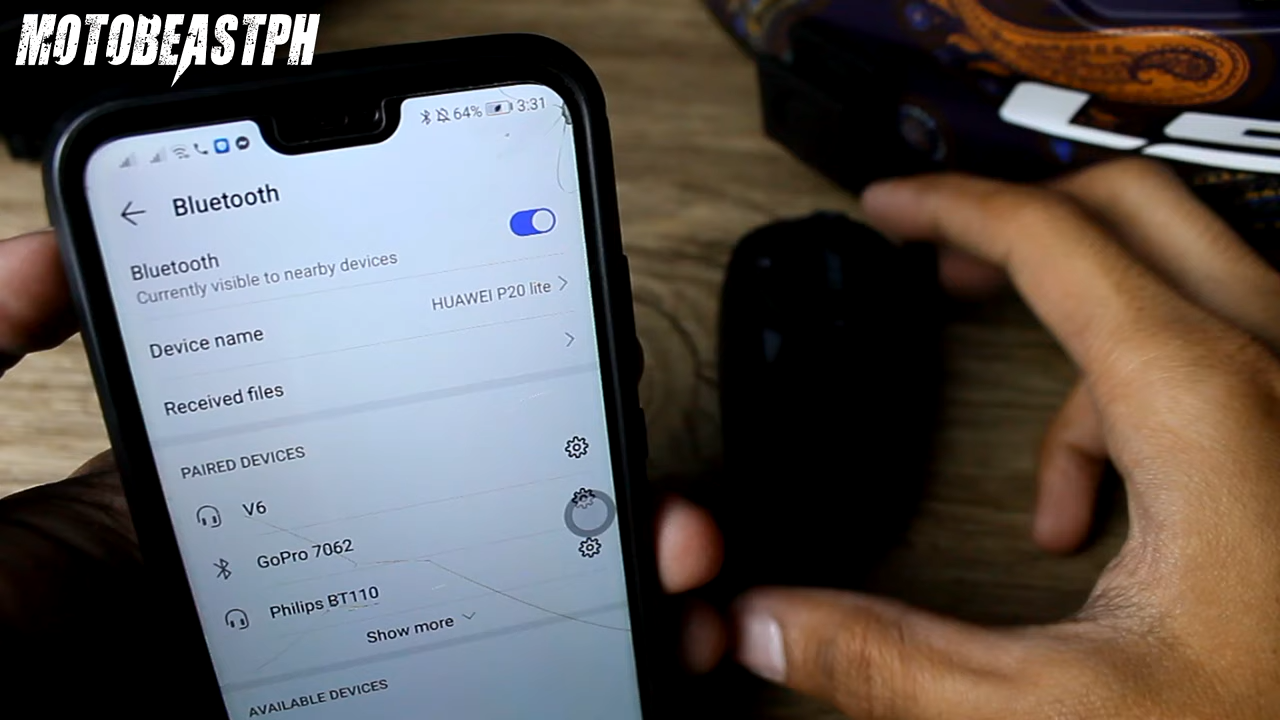 MOTOBEASTPH
64% 3:31
Bluetooth
Bluetooth
Currently visible to nearby devices
Device name HUAWEI P20 lite
Received files
PAIRED DEVICES
V6
GoPro 7062
Philips BT110
Show more
AVAILABLE DEVICES